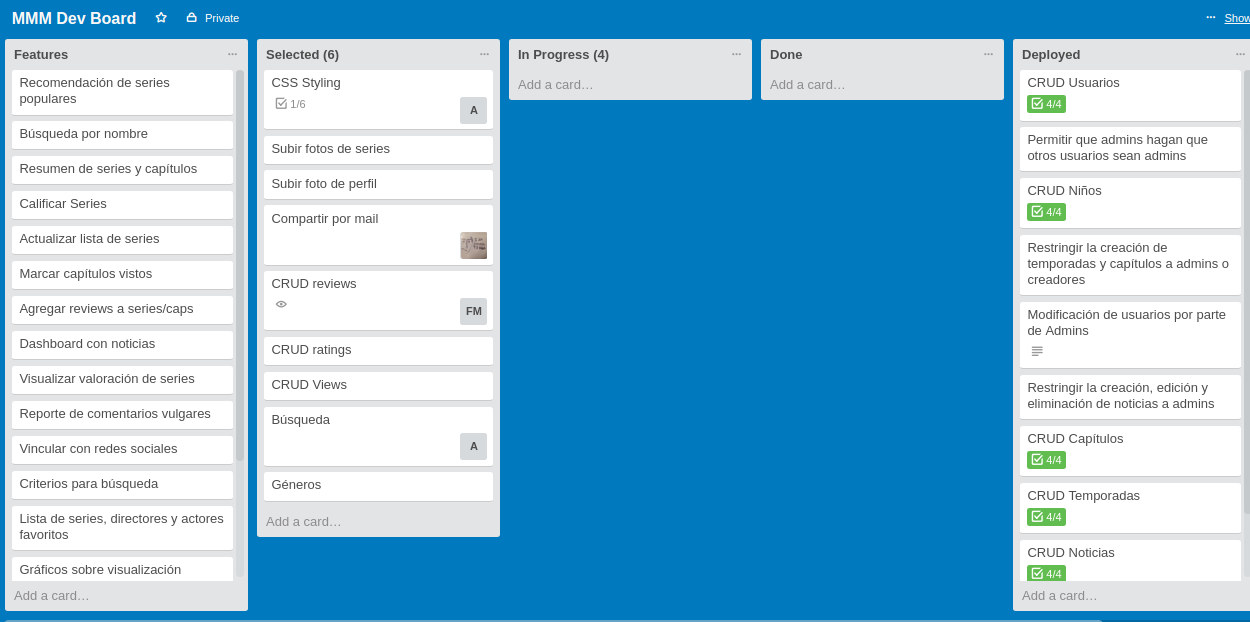 MMM Dev Board
Private
Show
Features
Recomendación de series
populares
Búsqueda por nombre
Resumen de series y capítulos
Calificar Series
Actualizar lista de series
Marcar capítulos vistos
Agregar reviews a series/caps
Dashboard con noticias
Visualizar valoración de series
Reporte de comentarios vulgares
Vincular con redes sociales
Criterios para búsqueda
Lista de series, directores y actores
favoritos
Gráficos sobre visualización
Add a card…
Selected (6)
CSS Styling
1/6
A
Subir fotos de series
Subir foto de perfil
Compartir por mail
CRUD reviews
FM
CRUD ratings
CRUD Views
Búsqueda
A
Géneros
Add a card…
In Progress (4)
Add a card…
Done
Add a card…
Deployed
CRUD Usuarios
4/4
Permitir que admins hagan que
otros usuarios sean admins
CRUD Niños
4/4
Restringir la creación de
temporadas y capítulos a admins o
creadores
Modificación de usuarios por parte
de Admins
Restringir la creación, edición y
eliminación de noticias a admins
CRUD Capítulos
4/4
CRUD Temporadas
4/4
CRUD Noticias
4/4
Add a card…